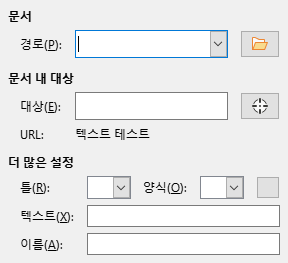 문서
경로(P):
문서 내 대상
대상(E):
URL: 텍스트 테스트
더 많은 설정
틀(R): 양식(O):
텍스트(X):
이름(A):